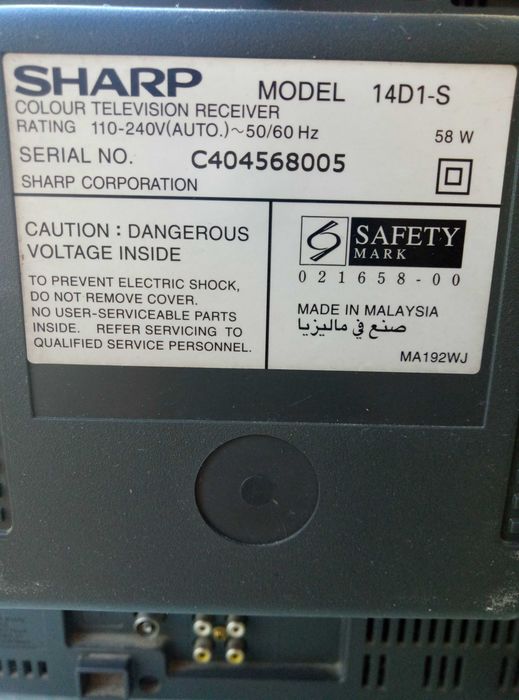 SHARP MODEL 14D1-S
COLOUR TELEVISION RECEIVER
RATING 110-240V(AUTO.)~50/60 Hz 58 W
SERIAL NO. C404568005
SHARP CORPORATION
CAUTION : DANGEROUS
VOLTAGE INSIDE
TO PREVENT ELECTRIC SHOCK,
DO NOT REMOVE COVER.
NO USER-SERVICEABLE PARTS
INSIDE. REFER SERVICING TO
QUALIFIED SERVICE PERSONNEL.
SAFETY
MARK
021658-00
MADE IN MALAYSIA
صنع في ماليزيا
MA192WJ